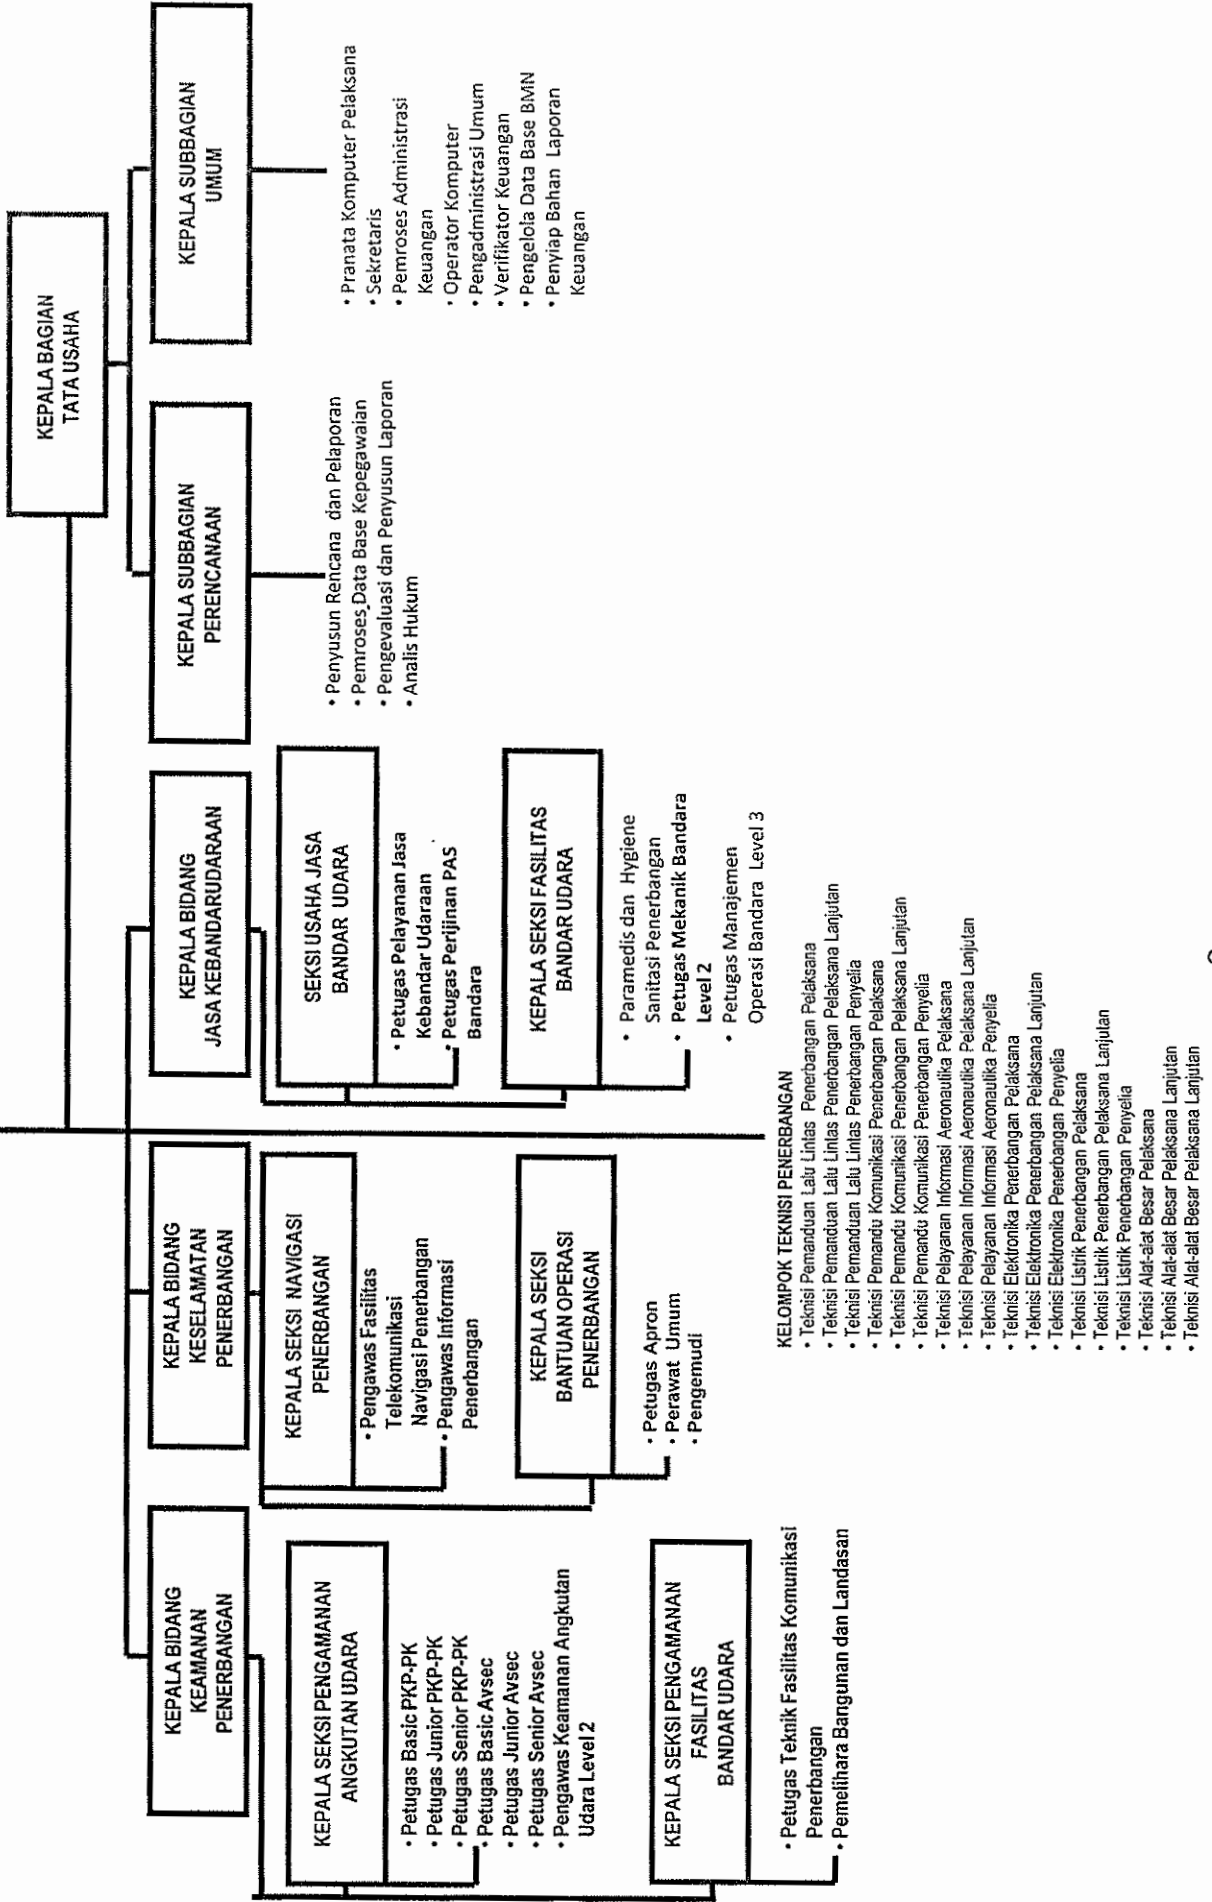 KEPALA BAGIAN
TATA USAHA
KEPALA BIDANG
KEAMANAN
PENERBANGAN
KEPALA BIDANG
KESELAMATAN
PENERBANGAN
KEPALA BIDANG
JASA KEBANDARUDARAAN
KEPALA SUBBAGIAN
PERENCANAAN
KEPALA SUBBAGIAN
UMUM
KEPALA SEKSI PENGAMANAN
ANGKUTAN UDARA
• Petugas Basic PKP-PK
• Petugas Junior PKP-PK
• Petugas Senior PKP-PK
• Petugas Basic Avsec
• Petugas Junior Avsec
• Petugas Senior Avsec
• Pengawas Keamanan Angkutan
Udara Level 2
KEPALA SEKSI PENGAMANAN
FASILITAS
BANDAR UDARA
• Petugas Teknik Fasilitas Komunikasi
Penerbangan
• Pemelihara Bangunan dan Landasan
KEPALA SEKSI NAVIGASI
PENERBANGAN
• Pengawas Fasilitas
Telekomunikasi
Navigasi Penerbangan
• Pengawas Informasi
Penerbangan
KEPALA SEKSI
BANTUAN OPERASI
PENERBANGAN
• Petugas Apron
• Perawat Umum
• Pengemudi
SEKSI USAHA JASA
BANDAR UDARA
• Petugas Pelayanan Jasa
Kebandar Udaraan
• Petugas Perijinan PAS
Bandara
KEPALA SEKSI FASILITAS
BANDAR UDARA
• Paramedis dan Hygiene
Sanitasi Penerbangan
• Petugas Mekanik Bandara
Level 2
• Petugas Manajemen
Operasi Bandara Level 3
• Penyusun Rencana dan Pelaporan
• Pemroses Data Base Kepegawaian
• Pengevaluasi dan Penyusun Laporan
• Analis Hukum
• Pranata Komputer Pelaksana
• Sekretaris
• Pemroses Administrasi
Keuangan
• Operator Komputer
• Pengadministrasi Umum
• Verifikator Keuangan
• Pengelola Data Base BMN
• Penyiap Bahan Laporan
Keuangan
KELOMPOK TEKNISI PENERBANGAN
• Teknisi Pemanduan Lalu Lintas Penerbangan Pelaksana
• Teknisi Pemanduan Lalu Lintas Penerbangan Pelaksana Lanjutan
• Teknisi Pemanduan Lalu Lintas Penerbangan Penyelia
• Teknisi Pemandu Komunikasi Penerbangan Pelaksana
• Teknisi Pemandu Komunikasi Penerbangan Pelaksana Lanjutan
• Teknisi Pemandu Komunikasi Penerbangan Penyelia
• Teknisi Pelayanan Informasi Aeronautika Pelaksana
• Teknisi Pelayanan Informasi Aeronautika Pelaksana Lanjutan
• Teknisi Pelayan Informasi Aeronautika Penyelia
• Teknisi Elektronika Penerbangan Pelaksana
• Teknisi Elektronika Penerbangan Pelaksana Lanjutan
• Teknisi Elektronika Penerbangan Penyelia
• Teknisi Listrik Penerbangan Pelaksana
• Teknisi Listrik Penerbangan Pelaksana Lanjutan
• Teknisi Listrik Penerbangan Penyelia
• Teknisi Alat-alat Besar Pelaksana
• Teknisi Alat-alat Besar Pelaksana Lanjutan
• Teknisi Alat-alat Besar Pelaksana Lanjutan